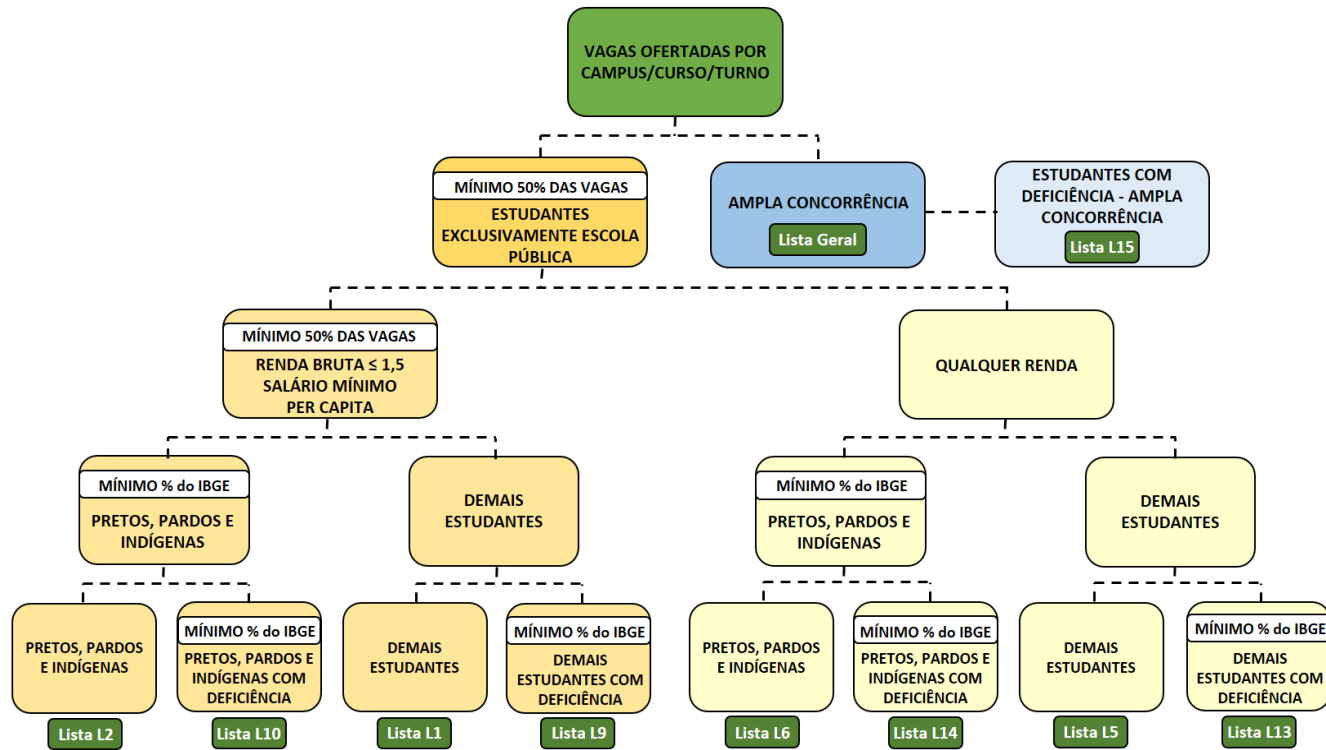 VAGAS OFERTADAS POR
CAMPUS/CURSO/TURNO
MÍNIMO 50% DAS VAGAS
ESTUDANTES
EXCLUSIVAMENTE ESCOLA
PÚBLICA
AMPLA CONCORRÊNCIA
Lista Geral
ESTUDANTES COM
DEFICIÊNCIA - AMPLA
CONCORRÊNCIA
Lista L15
MÍNIMO 50% DAS VAGAS
RENDA BRUTA ≤ 1,5
SALÁRIO MÍNIMO
PER CAPITA
QUALQUER RENDA
MÍNIMO % do IBGE
PRETOS, PARDOS E
INDÍGENAS
DEMAIS
ESTUDANTES
MÍNIMO % do IBGE
PRETOS, PARDOS E
INDÍGENAS
DEMAIS
ESTUDANTES
PRETOS, PARDOS
E INDÍGENAS
Lista L2
MÍNIMO % do IBGE
PRETOS, PARDOS E
INDÍGENAS COM
DEFICIÊNCIA
Lista L10
DEMAIS
ESTUDANTES
Lista L1
MÍNIMO % do IBGE
DEMAIS
ESTUDANTES COM
DEFICIÊNCIA
Lista L9
PRETOS, PARDOS
E INDÍGENAS
Lista L6
MÍNIMO % do IBGE
PRETOS, PARDOS E
INDÍGENAS COM
DEFICIÊNCIA
Lista L14
DEMAIS
ESTUDANTES
Lista L5
MÍNIMO % do IBGE
DEMAIS
ESTUDANTES COM
DEFICIÊNCIA
Lista L13